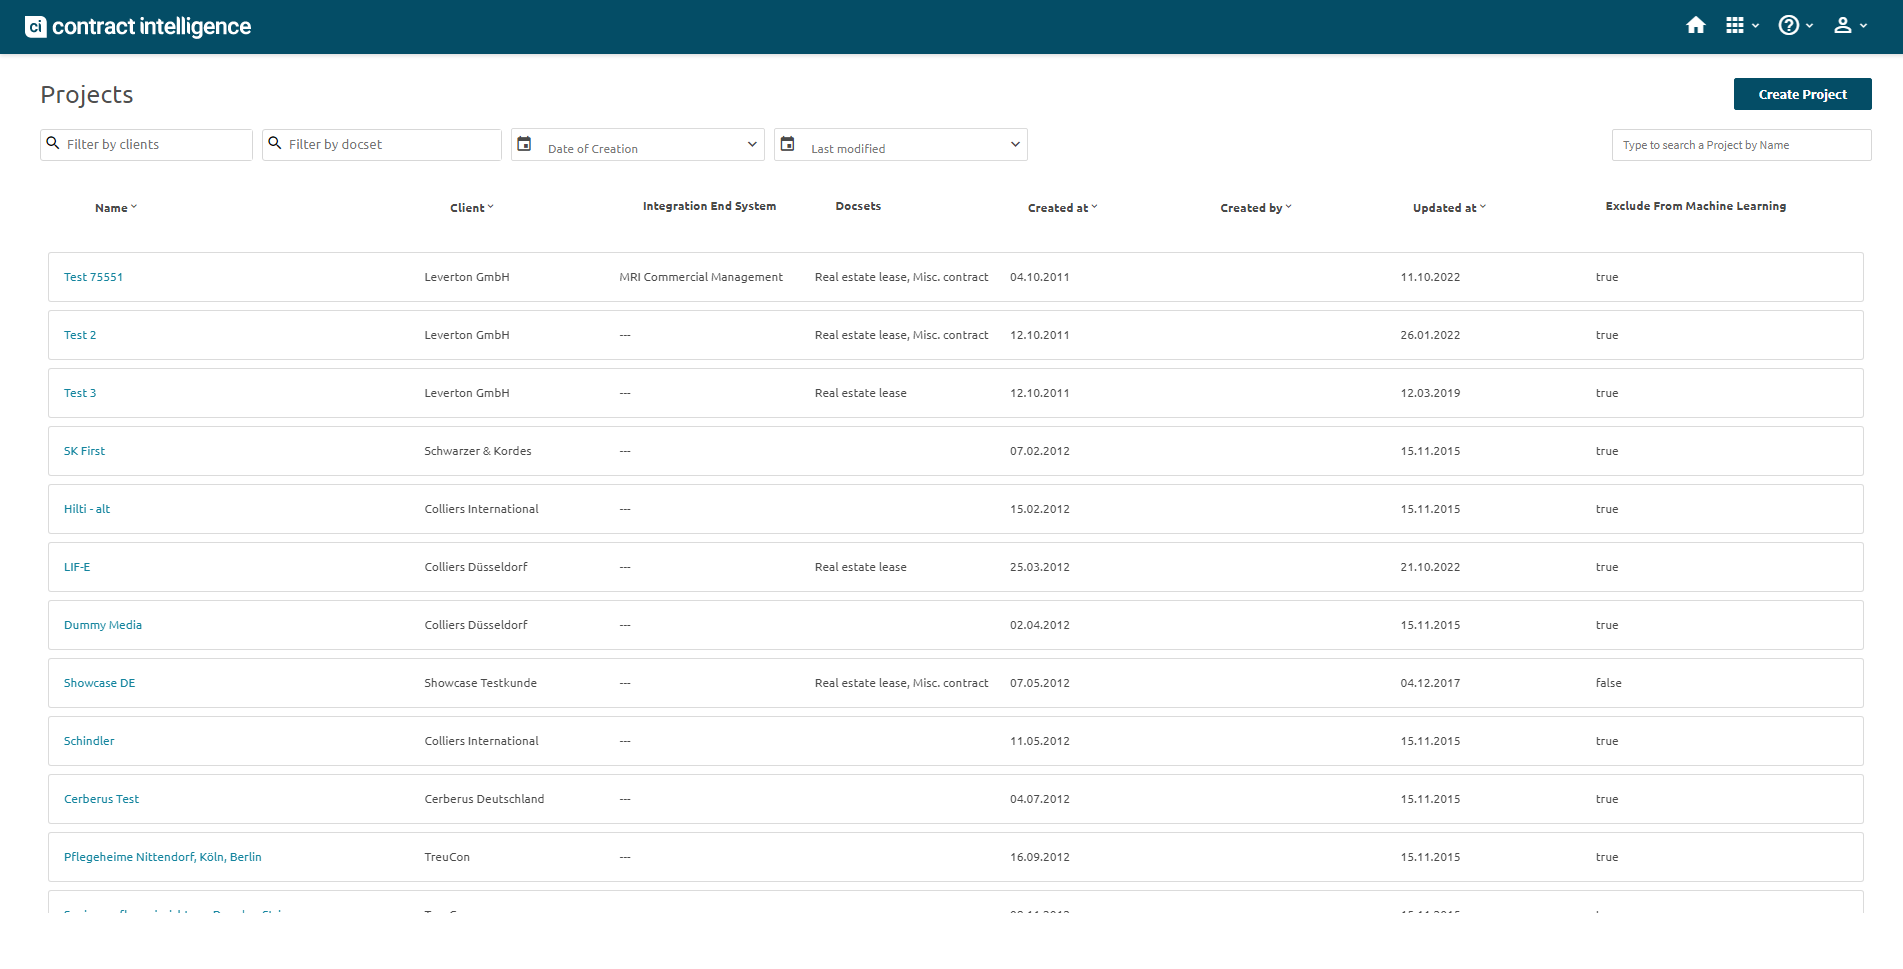 ci contract intelligence
Projects
Create Project
Filter by clients Filter by docset Date of Creation Last modified Type to search a Project by Name
Name Client Integration End System Docsets Created at Created by Updated at Exclude From Machine Learning
Test 75551 Leverton GmbH MRI Commercial Management Real estate lease, Misc. contract 04.10.2011 11.10.2022 true
Test 2 Leverton GmbH --- Real estate lease, Misc. contract 12.10.2011 26.01.2022 true
Test 3 Leverton GmbH --- Real estate lease 12.10.2011 12.03.2019 true
SK First Schwarzer & Kordes --- 07.02.2012 15.11.2015 true
Hilti - alt Colliers International --- 15.02.2012 15.11.2015 true
LIF-E Colliers Düsseldorf --- Real estate lease 25.03.2012 21.10.2022 true
Dummy Media Colliers Düsseldorf --- 02.04.2012 15.11.2015 true
Showcase DE Showcase Testkunde --- Real estate lease, Misc. contract 07.05.2012 04.12.2017 false
Schindler Colliers International --- 11.05.2012 15.11.2015 true
Cerberus Test Cerberus Deutschland --- 04.07.2012 15.11.2015 true
Pflegeheime Nittendorf, Köln, Berlin TreuCon --- 16.09.2012 15.11.2015 true